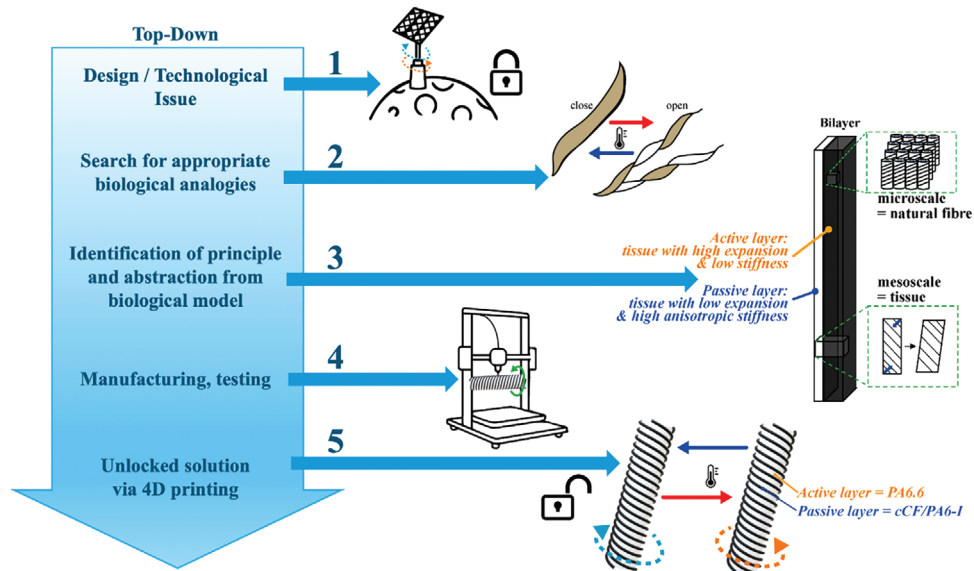 Top-Down
Design / Technological
Issue
1
close
open
Search for appropriate
biological analogies
2
Identification of principle
and abstraction from
biological model
3
Bilayer
microscale
= natural fibre
Active layer:
tissue with high expansion
& low stiffness
Passive layer:
tissue with low expansion
& high anisotropic stiffness
mesoscale
= tissue
Manufacturing, testing
4
Unlocked solution
via 4D printing
5
Active layer = PA6.6
Passive layer = cCF/PA6-I